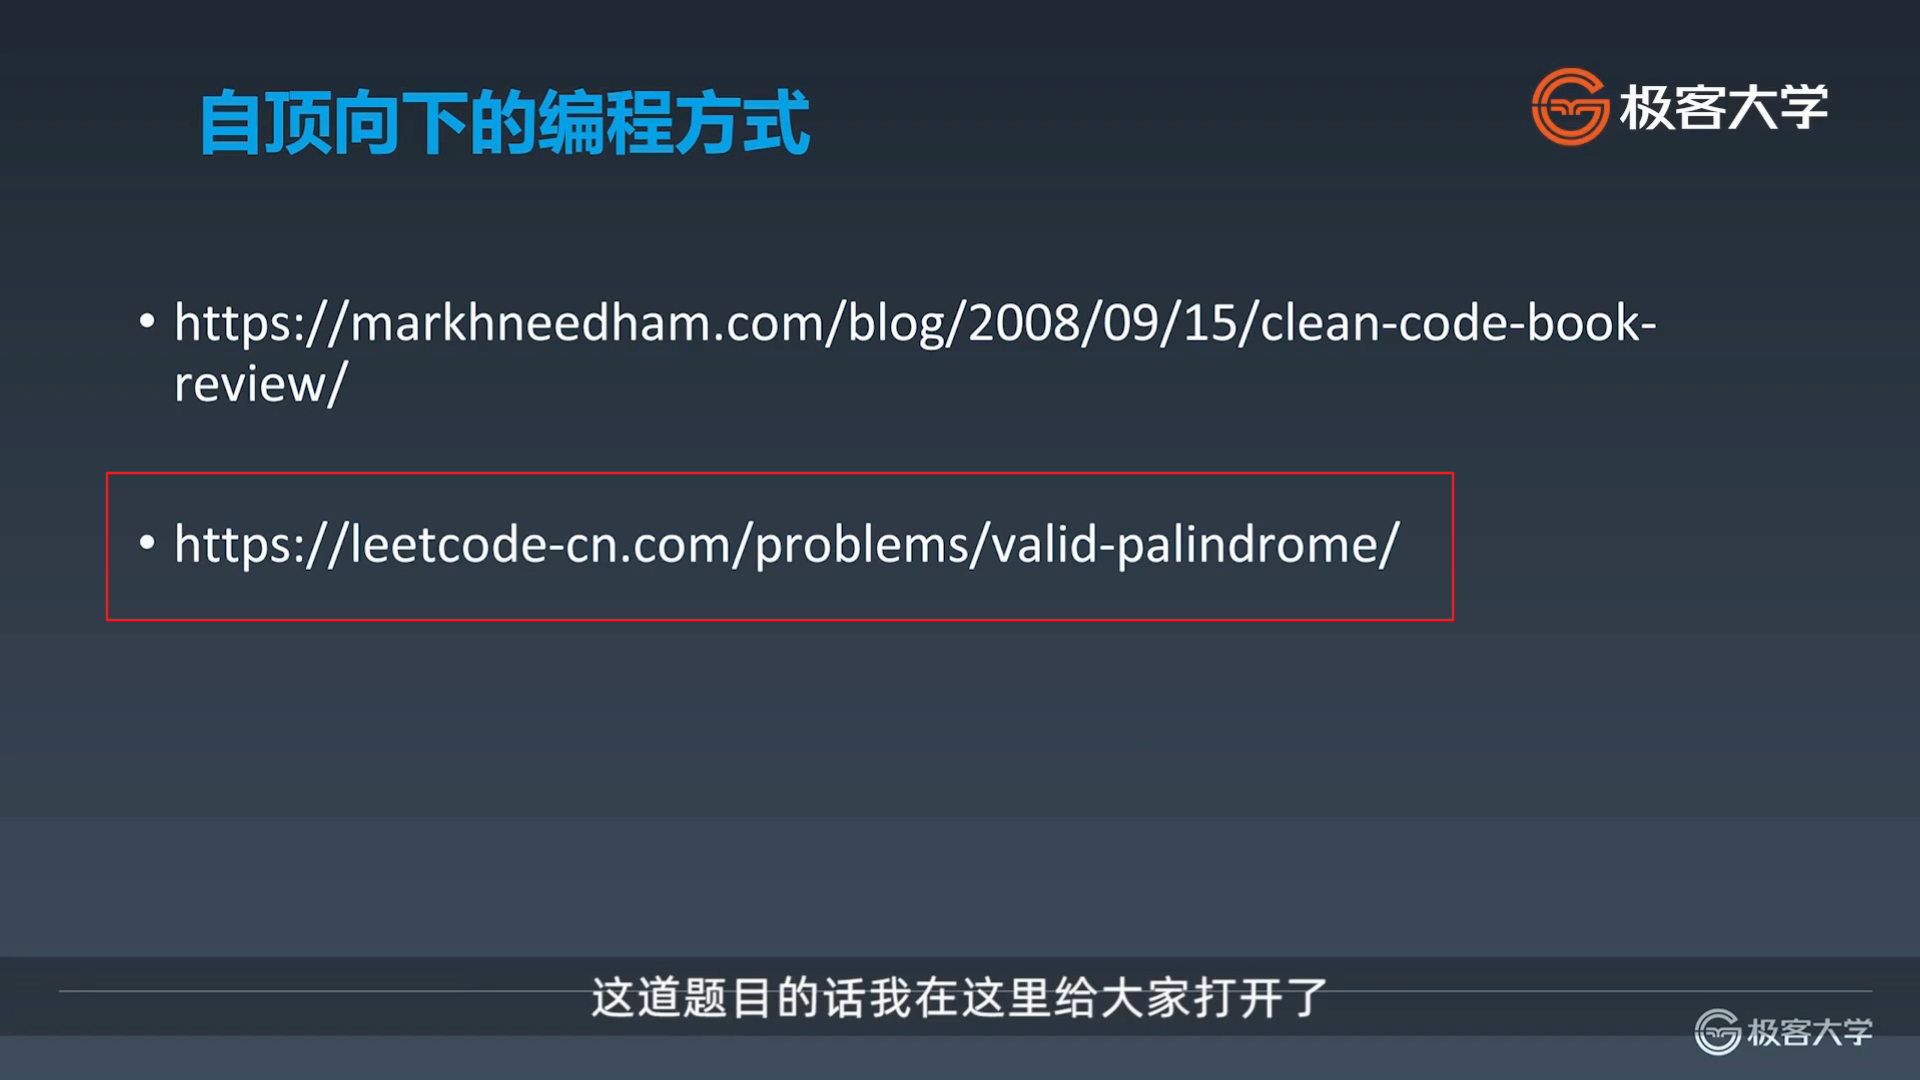 自顶向下的编程方式
极客大学
• https://markhneedham.com/blog/2008/09/15/clean-code-book-
review/
• https://leetcode-cn.com/problems/valid-palindrome/
这道题目的话我在这里给大家打开了
极客大学